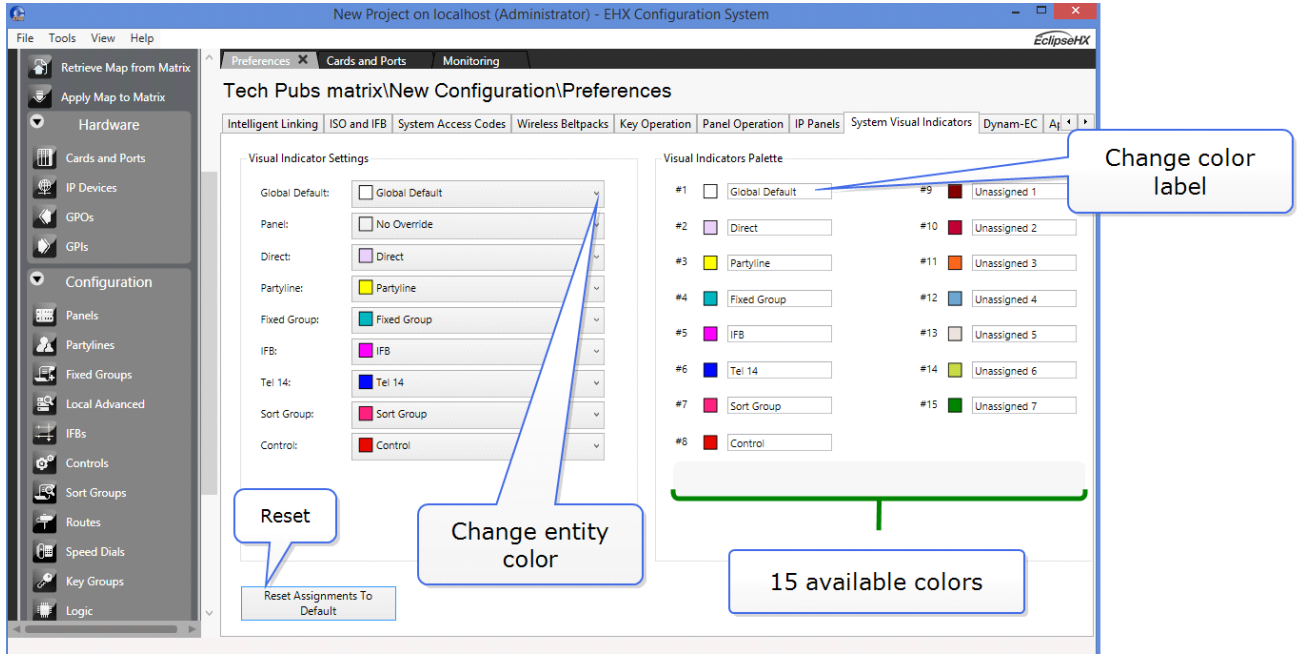 New Project on localhost (Administrator) - EHX Configuration System
File Tools View Help
EclipseHX
Retrieve Map from Matrix
Apply Map to Matrix
Hardware
Cards and Ports
IP Devices
GPOs
GPIs
Configuration
Panels
Partylines
Fixed Groups
Local Advanced
IFBs
Controls
Sort Groups
Routes
Speed Dials
Key Groups
Logic
Preferences X Cards and Ports Monitoring
Tech Pubs matrix\New Configuration\Preferences
Intelligent Linking ISO and IFB System Access Codes Wireless Beltpacks Key Operation Panel Operation IP Panels System Visual Indicators Dynam-EC
Visual Indicator Settings
Global Default: Global Default
Panel: No Override
Direct: Direct
Partyline: Partyline
Fixed Group: Fixed Group
IFB: IFB
Tel 14: Tel 14
Sort Group: Sort Group
Control: Control
Reset
Reset Assignments To
Default
Change entity
color
Visual Indicators Palette
#1 Global Default
#2 Direct
#3 Partyline
#4 Fixed Group
#5 IFB
#6 Tel 14
#7 Sort Group
#8 Control
#9 Unassigned 1
#10 Unassigned 2
#11 Unassigned 3
#12 Unassigned 4
#13 Unassigned 5
#14 Unassigned 6
#15 Unassigned 7
Change color
label
15 available colors